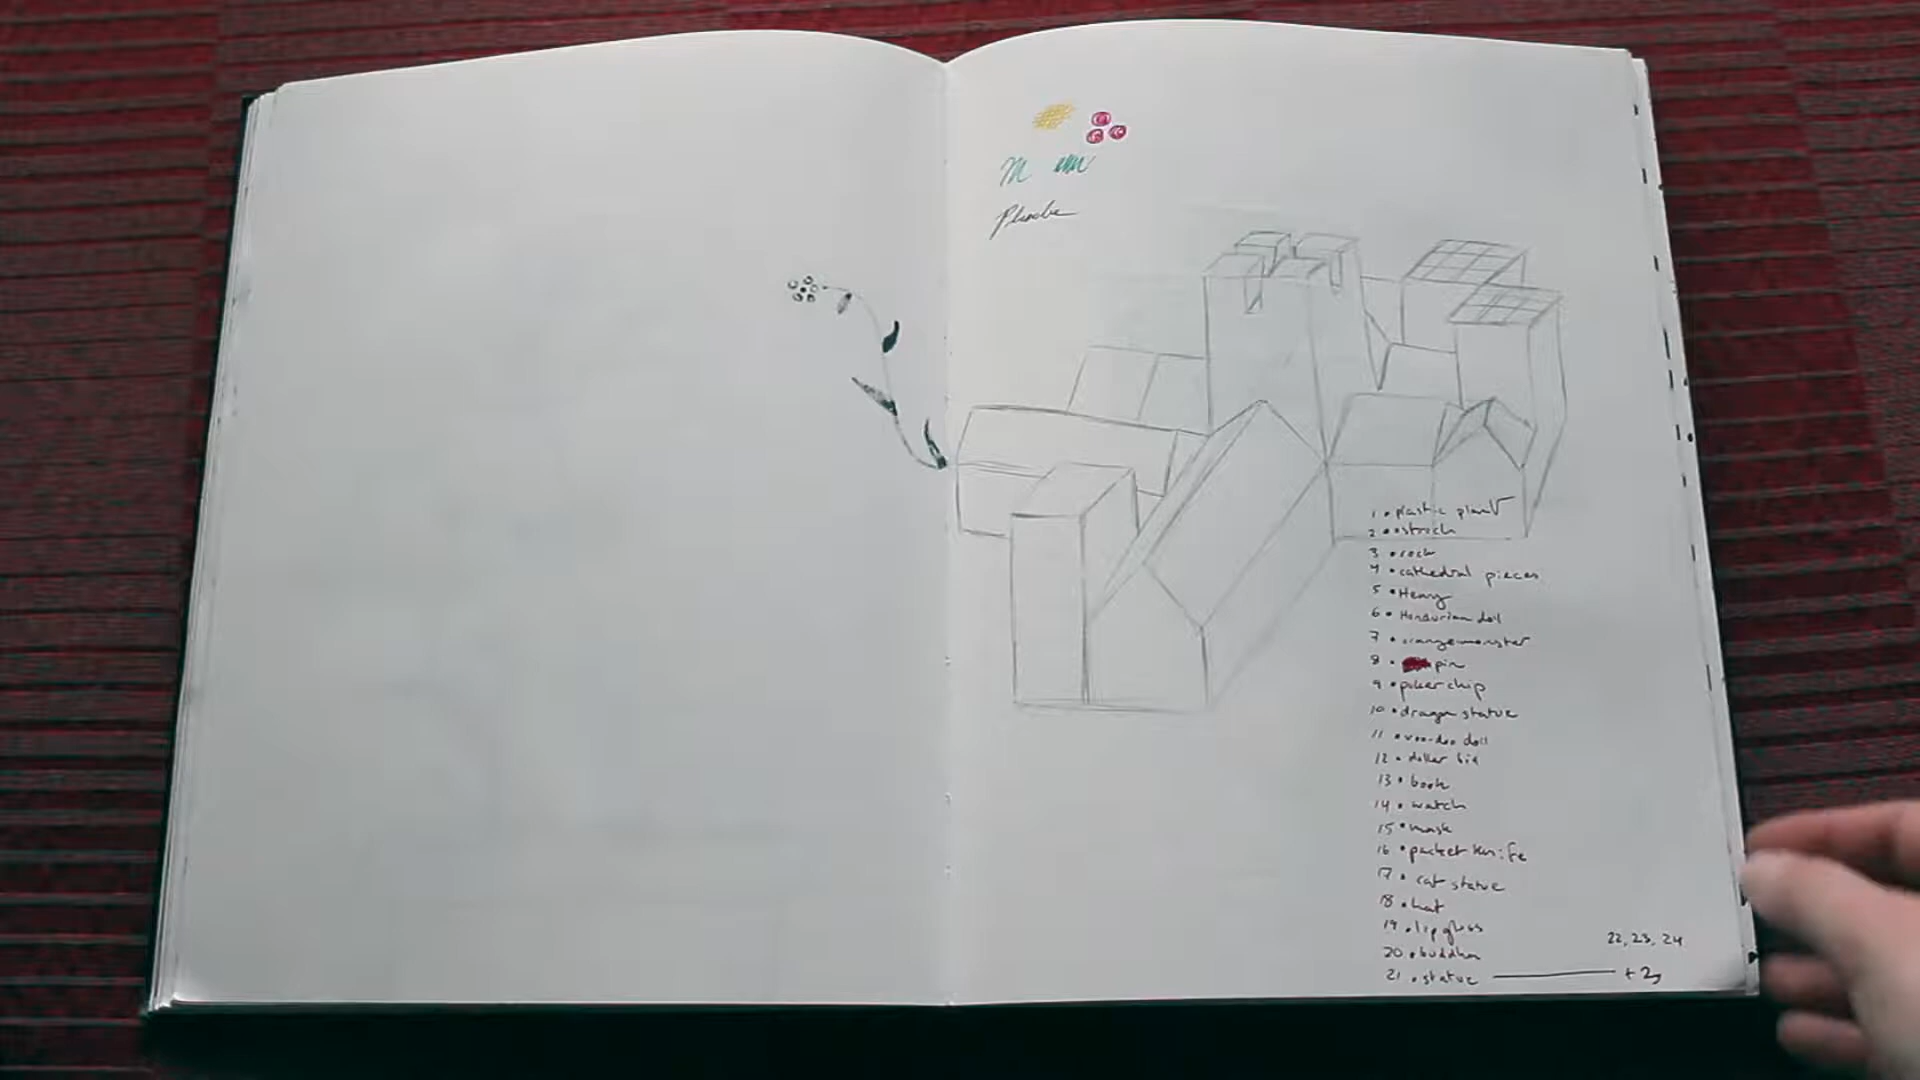 Phoebe
1 • plastic plant
2 • ostrich
3 • rock
4 • cathedral pieces
5 • Henry
6 • Hondurian doll
7 • orange monster
8 • pin
9 • poker chip
10 • dragon statue
11 • voo-doo doll
12 • dollar bill
13 • book
14 • watch
15 • mask
16 • pocket knife
17 • cat statue
18 • hat
19 • lip gloss
20 • buddha
22, 23, 24
21 • statue